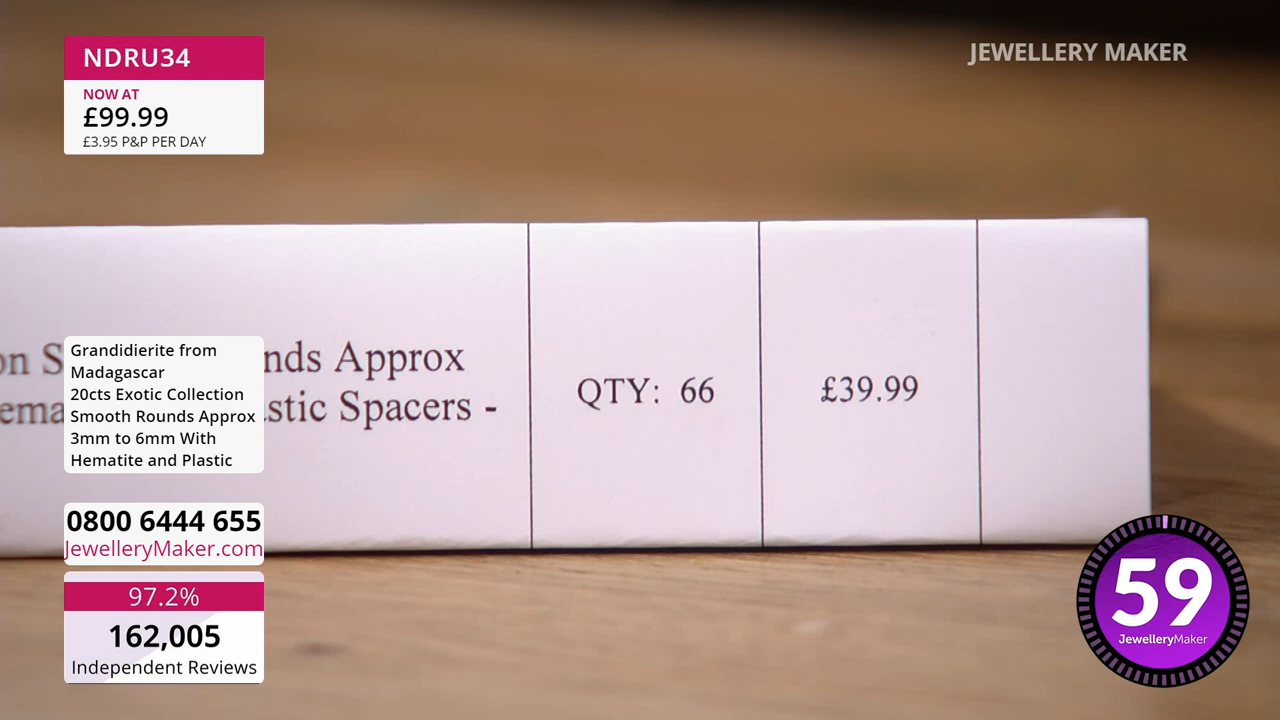 NDRU34
NOW AT
£99.99
£3.95 P&P PER DAY
JEWELLERY MAKER
nds Approx
stic Spacers -
QTY: 66
£39.99
Grandidierite from
Madagascar
20cts Exotic Collection
Smooth Rounds Approx
3mm to 6mm With
Hematite and Plastic
0800 6444 655
JewelleryMaker.com
97.2%
162,005
Independent Reviews
59
JewelleryMaker